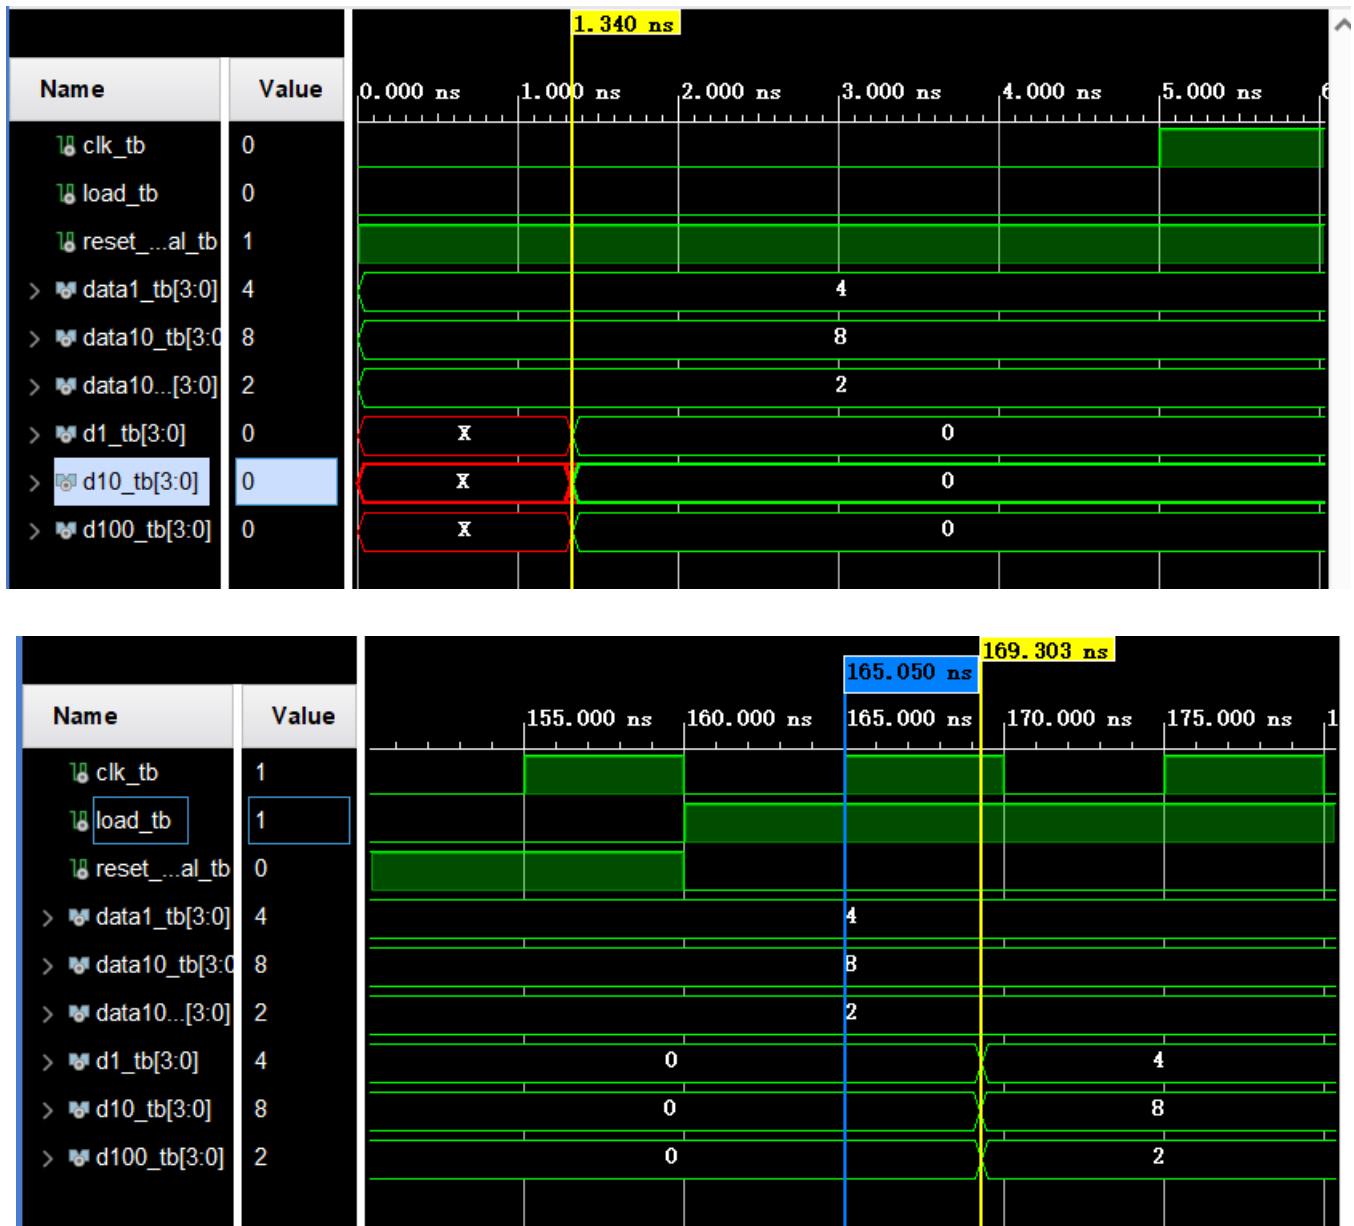 1.340 ns
Name Value 0.000 ns 1.000 ns 2.000 ns 3.000 ns 4.000 ns 5.000 ns 6
clk_tb 0
load_tb 0
reset_...al_tb 1
data1_tb[3:0] 4 4
data10_tb[3:0 8 8
data10...[3:0] 2 2
d1_tb[3:0] 0 X 0
d10_tb[3:0] 0 X 0
d100_tb[3:0] 0 X 0
169.303 ns
165.050 ns
Name Value 155.000 ns 160.000 ns 165.000 ns 170.000 ns 175.000 ns 1
clk_tb 1
load_tb 1
reset_...al_tb 0
data1_tb[3:0] 4 4
data10_tb[3:0 8 8
data10...[3:0] 2 2
d1_tb[3:0] 4 0 4
d10_tb[3:0] 8 0 8
d100_tb[3:0] 2 0 2